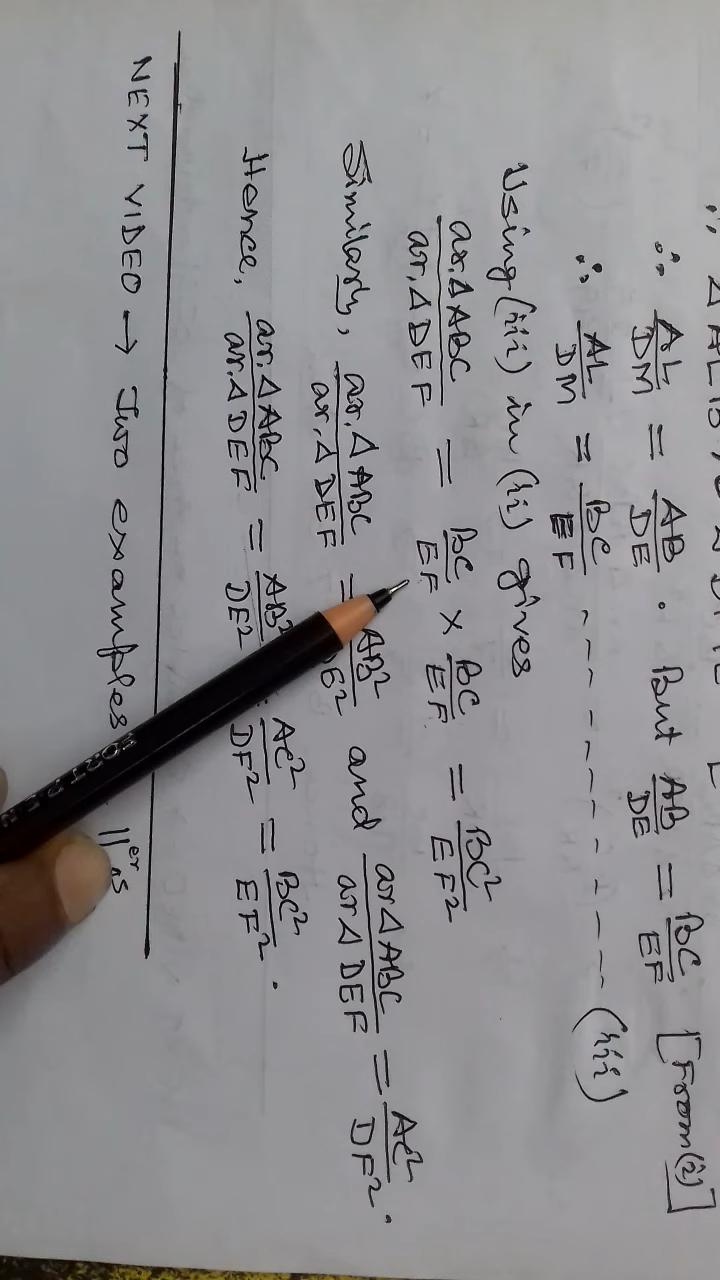 ∴ AL/DM = AB/DE . But AB/DE = BC/EF [From (i)]
∴ AL/DM = BC/EF --------- (iii)
Using (iii) in (ii) gives
ar.ΔABC/ar.ΔDEF = BC/EF × BC/EF = BC²/EF²
Similarly, ar.ΔABC/ar.ΔDEF = AB²/DE² and arΔABC/arΔDEF = AC²/DF².
Hence, ar.ΔABC/ar.ΔDEF = AB²/DE² = AC²/DF² = BC²/EF².
NEXT VIDEO → Two examples